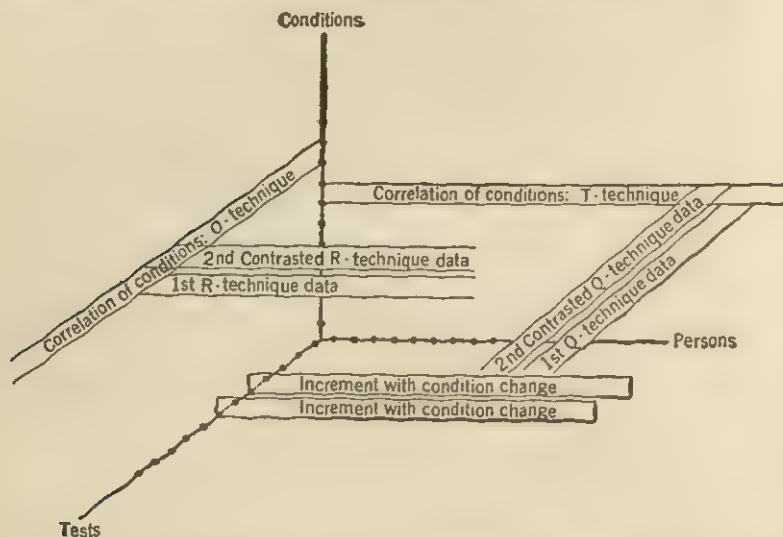 Conditions
Correlation of conditions: O-technique
Correlation of conditions: T-technique
2nd Contrasted R-technique data
1st R-technique data
2nd Contrasted Q-technique data
1st Q-technique data
Persons
Increment with condition change
Increment with condition change
Tests